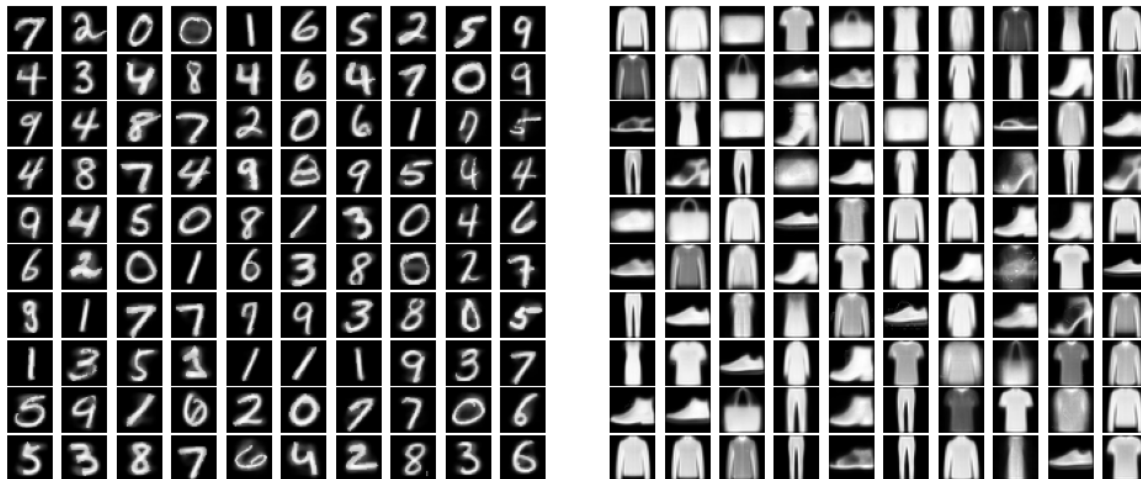 7 2 0 0 1 6 5 2 5 9
4 3 4 8 4 6 4 7 0 9
9 4 8 7 2 0 6 1 7 5
4 8 7 4 9 8 9 5 4 4
9 4 5 0 8 1 3 0 4 6
6 2 0 1 6 3 8 0 2 7
9 1 7 7 7 9 3 8 0 5
1 3 5 1 1 1 9 3 7
5 9 1 6 2 0 7 7 0 6
5 3 8 7 6 4 2 8 3 6